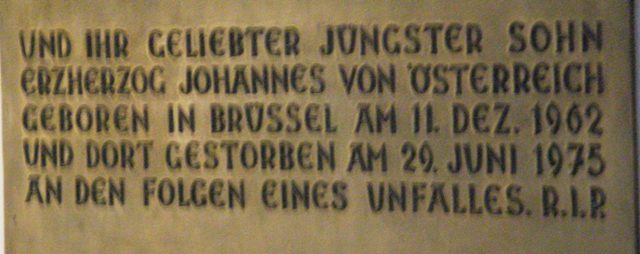 UND IHR GELIEBTER JÜNGSTER SOHN
ERZHERZOG JOHANNES VON ÖSTERREICH
GEBOREN IN BRÜSSEL AM 11. DEZ. 1962
UND DORT GESTORBEN AM 29. JUNI 1975
AN DEN FOLGEN EINES UNFALLES. R.I.P.